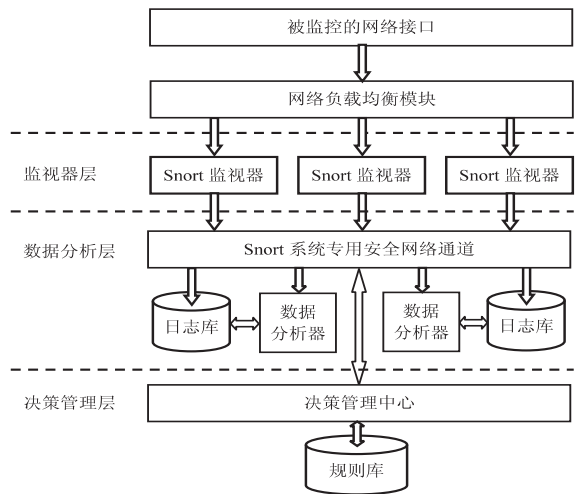 被监控的网络接口
网络负载均衡模块
监视器层
Snort 监视器
Snort 监视器
Snort 监视器
数据分析层
Snort 系统专用安全网络通道
日志库
数据
分析器
数据
分析器
日志库
决策管理层
决策管理中心
规则库